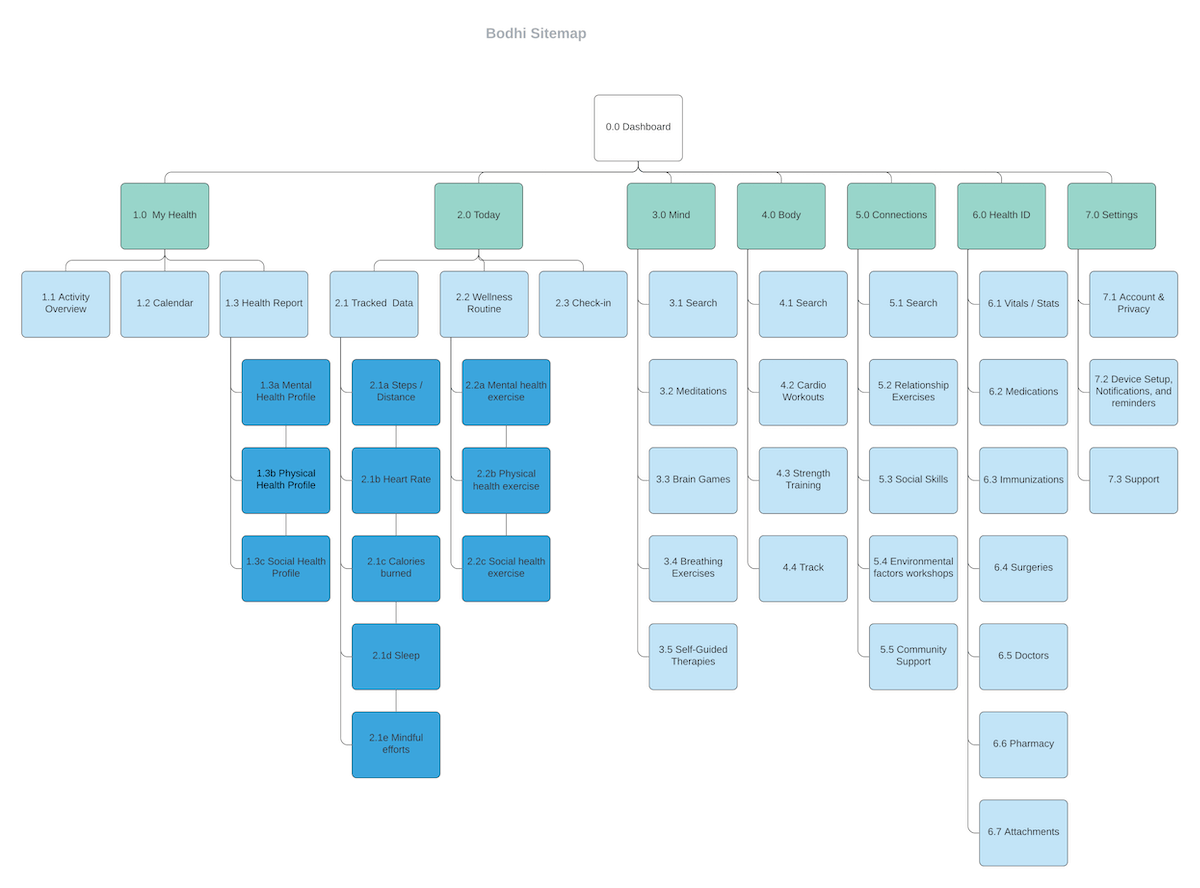 Bodhi Sitemap
0.0 Dashboard
1.0 My Health
2.0 Today
3.0 Mind
4.0 Body
5.0 Connections
6.0 Health ID
7.0 Settings
1.1 Activity
Overview
1.2 Calendar
1.3 Health Report
2.1 Tracked Data
2.2 Wellness
Routine
2.3 Check-in
3.1 Search
4.1 Search
5.1 Search
6.1 Vitals / Stats
7.1 Account &
Privacy
1.3a Mental
Health Profile
2.1a Steps /
Distance
2.2a Mental health
exercise
3.2 Meditations
4.2 Cardio
Workouts
5.2 Relationship
Exercises
6.2 Medications
7.2 Device Setup,
Notifications, and
reminders
1.3b Physical
Health Profile
2.1b Heart Rate
2.2b Physical
health exercise
3.3 Brain Games
4.3 Strength
Training
5.3 Social Skills
6.3 Immunizations
7.3 Support
1.3c Social Health
Profile
2.1c Calories
burned
2.2c Social health
exercise
3.4 Breathing
Exercises
4.4 Track
5.4 Environmental
factors workshops
6.4 Surgeries
2.1d Sleep
3.5 Self-Guided
Therapies
5.5 Community
Support
6.5 Doctors
2.1e Mindful
efforts
6.6 Pharmacy
6.7 Attachments